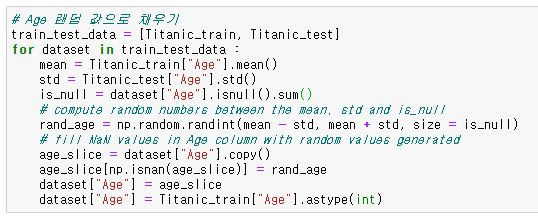 # Age 랜덤 값으로 채우기
train_test_data = [Titanic_train, Titanic_test]
for dataset in train_test_data :
    mean = Titanic_train["Age"].mean()
    std = Titanic_test["Age"].std()
    is_null = dataset["Age"].isnull().sum()
    # compute random numbers between the mean, std and is_null
    rand_age = np.random.randint(mean - std, mean + std, size = is_null)
    # fill NaN values in Age column with random values generated
    age_slice = dataset["Age"].copy()
    age_slice[np.isnan(age_slice)] = rand_age
    dataset["Age"] = age_slice
    dataset["Age"] = Titanic_train["Age"].astype(int)